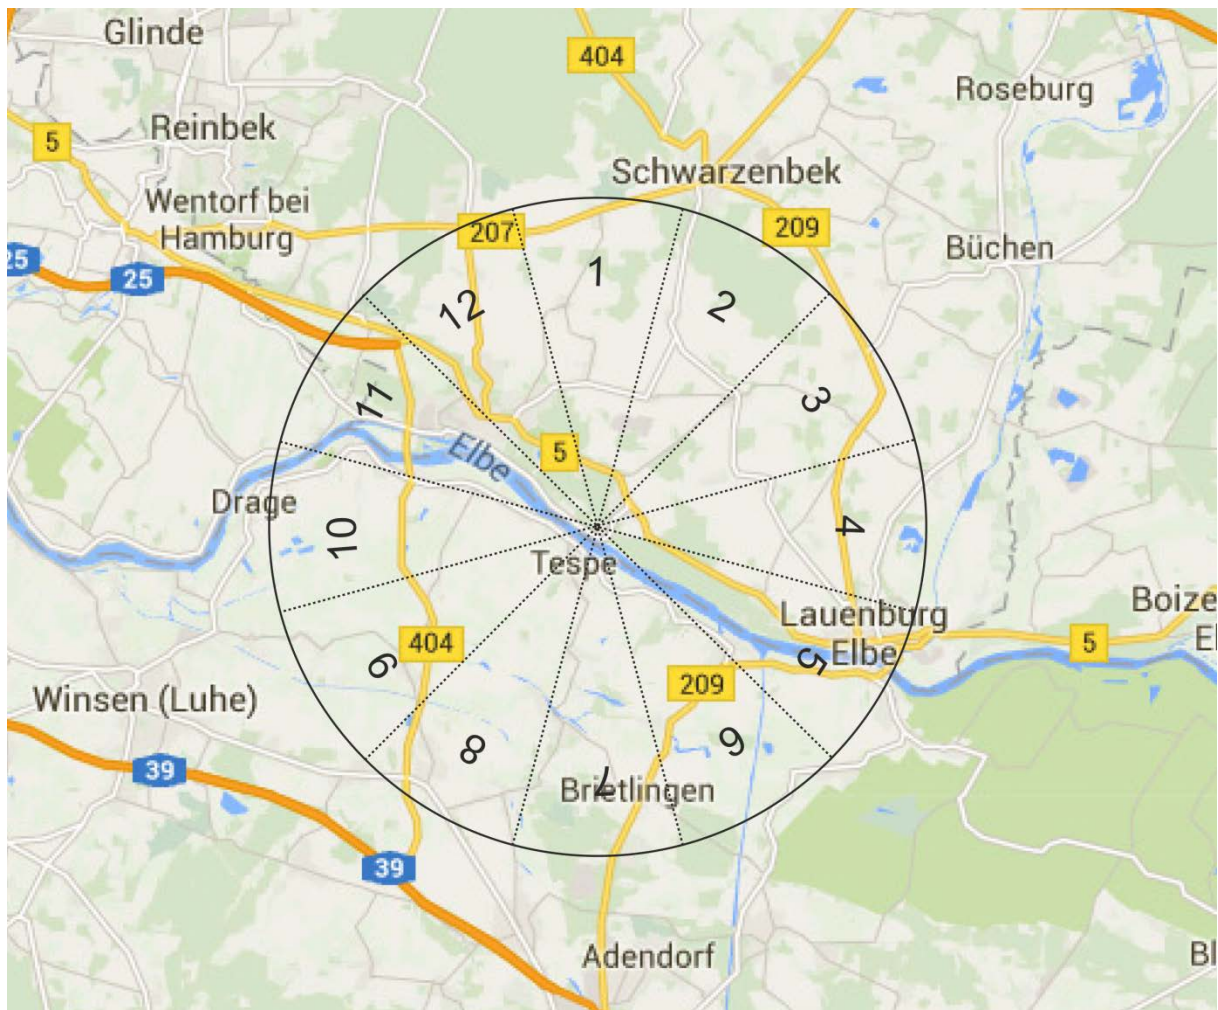 Glinde
404
Roseburg
5
Reinbek
Schwarzenbek
Wentorf bei
Hamburg
207
209
Büchen
25
25
1
2
12
11
3
Elbe
5
Drage
10
4
Tespe
Lauenburg
Elbe
Boize
El
5
404
9
5
209
Winsen (Luhe)
8
6
39
7
Brietlingen
39
Adendorf
Bl